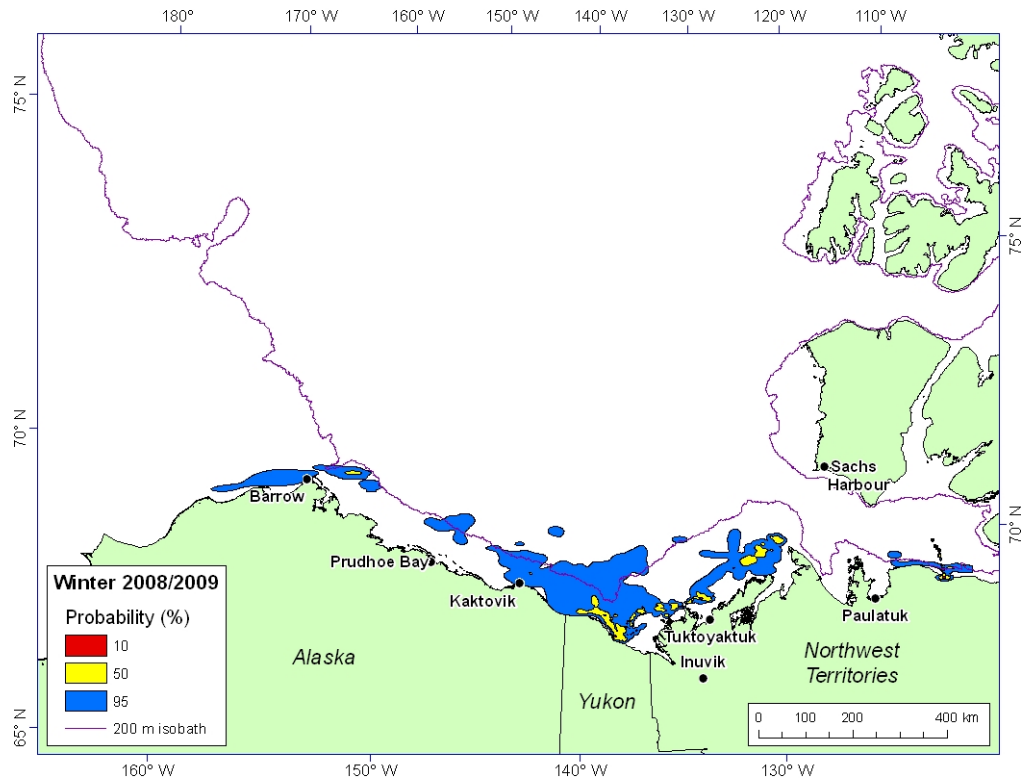 180°
170° W
160° W
150° W
140° W
130° W
120° W
110° W
75° N
75° N
70° N
Sachs
Harbour
Barrow
70° N
Prudhoe Bay
Kaktovik
Paulatuk
Tuktoyaktuk
Inuvik
Northwest
Territories
Alaska
Yukon
Winter 2008/2009
Probability (%)
10
50
95
200 m isobath
0 100 200 400 km
65° N
160° W
150° W
140° W
130° W